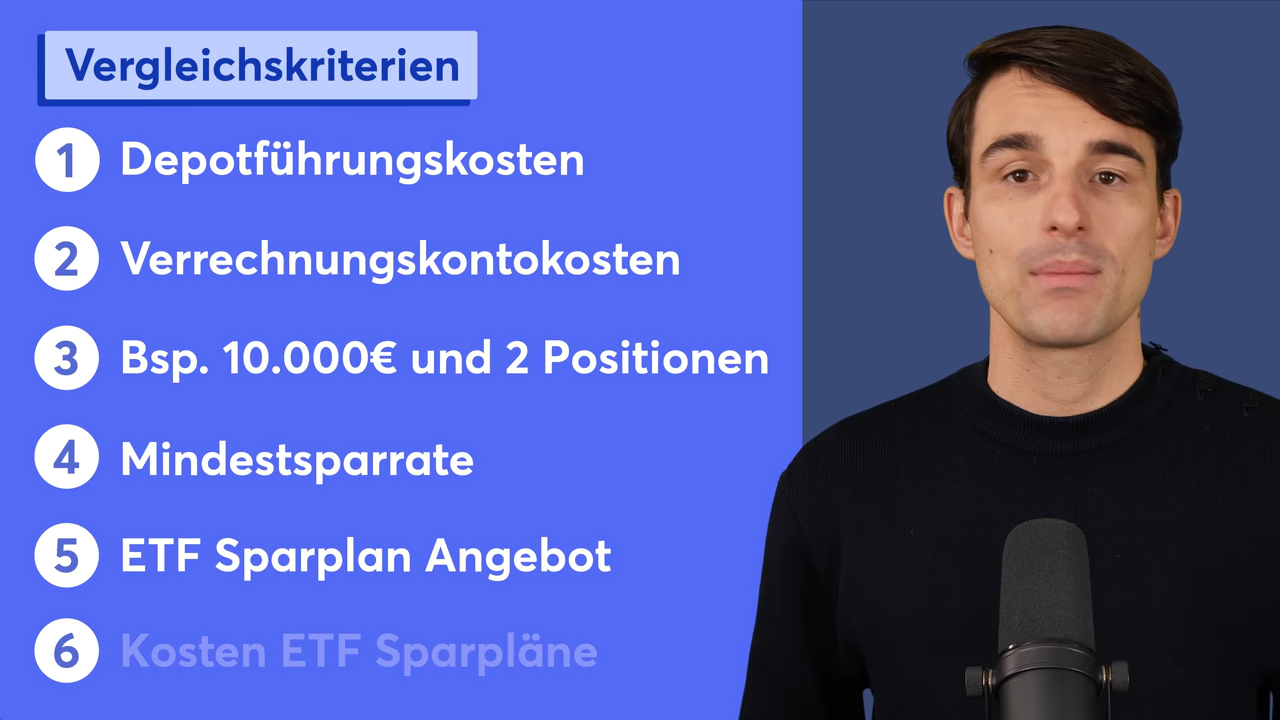 Vergleichskriterien
1 Depotführungskosten
2 Verrechnungskontokosten
3 Bsp. 10.000€ und 2 Positionen
4 Mindestsparrate
5 ETF Sparplan Angebot
6 Kosten ETF Sparpläne